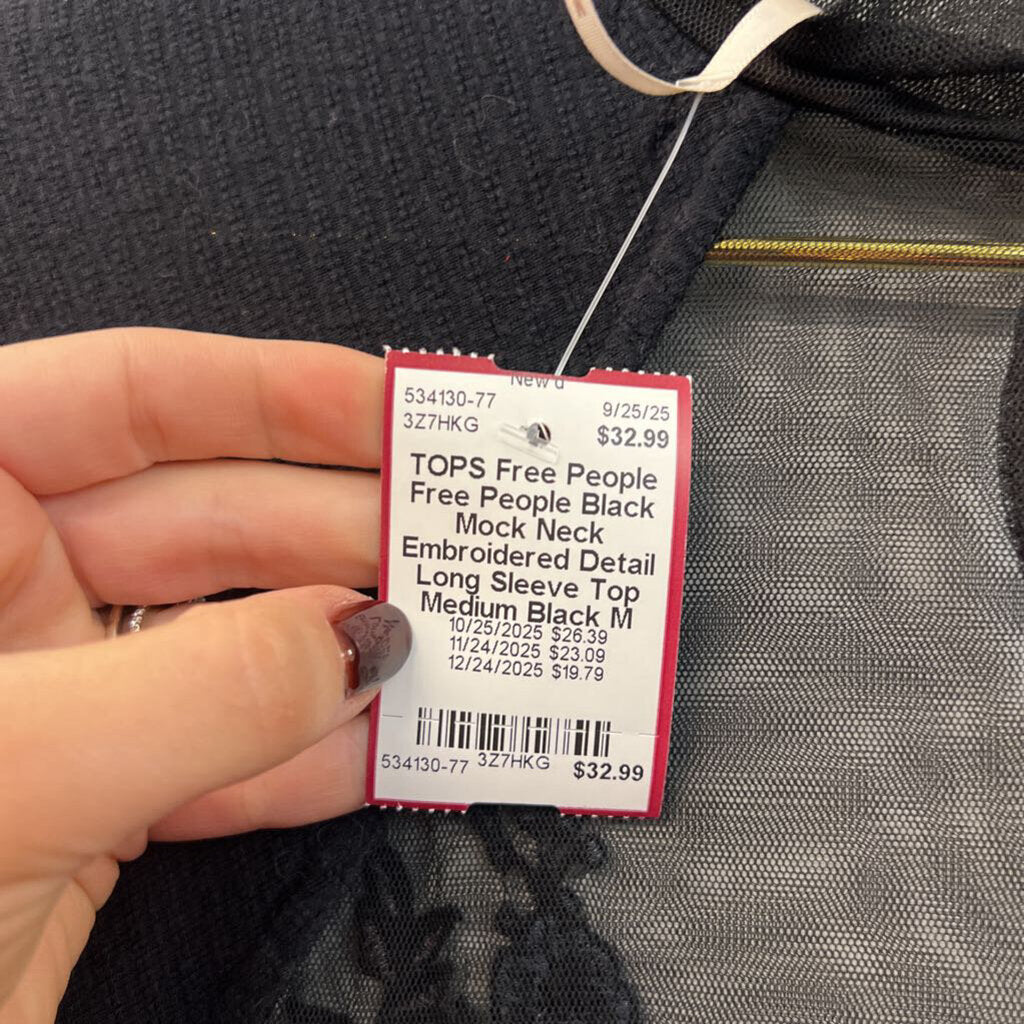 534130-77
9/25/25
3Z7HKG
$32.99
TOPS Free People
Free People Black
Mock Neck
Embroidered Detail
Long Sleeve Top
Medium Black M
10/25/2025 $26.39
11/24/2025 $23.09
12/24/2025 $19.79
534130-77 3Z7HKG $32.99